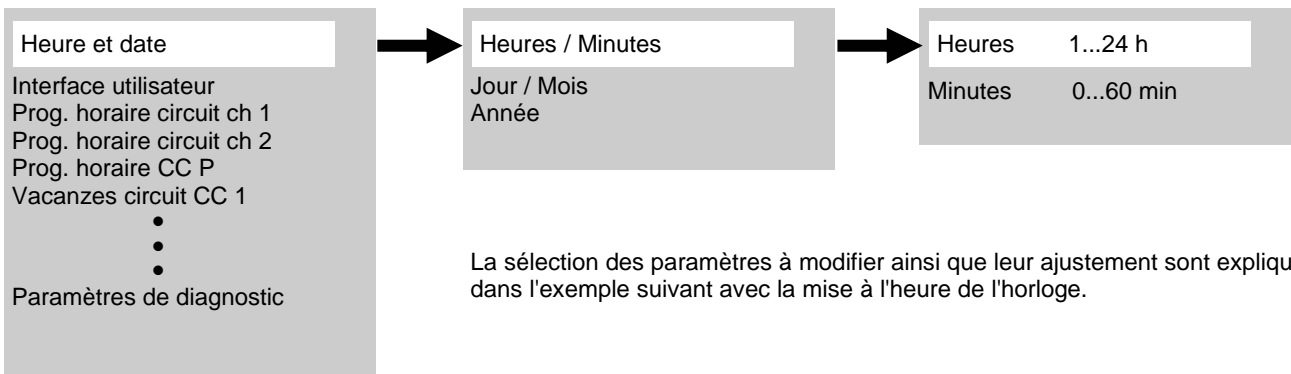 Heure et date
Interface utilisateur
Prog. horaire circuit ch 1
Prog. horaire circuit ch 2
Prog. horaire CC P
Vacanzes circuit CC 1
•
•
•
Paramètres de diagnostic
Heures / Minutes
Jour / Mois
Année
Heures 1...24 h
Minutes 0...60 min
La sélection des paramètres à modifier ainsi que leur ajustement sont expliqu
dans l'exemple suivant avec la mise à l'heure de l'horloge.